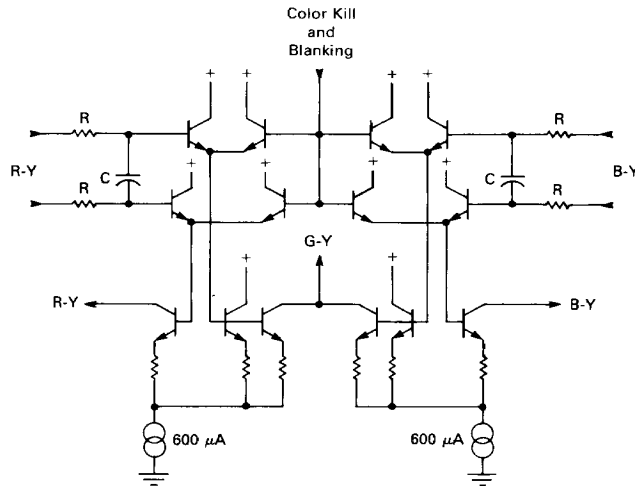 Color Kill
and
Blanking
+ + + +
R R
R-Y C + + + + C B-Y
R R
G-Y
+ +
R-Y B-Y
600 μA 600 μA